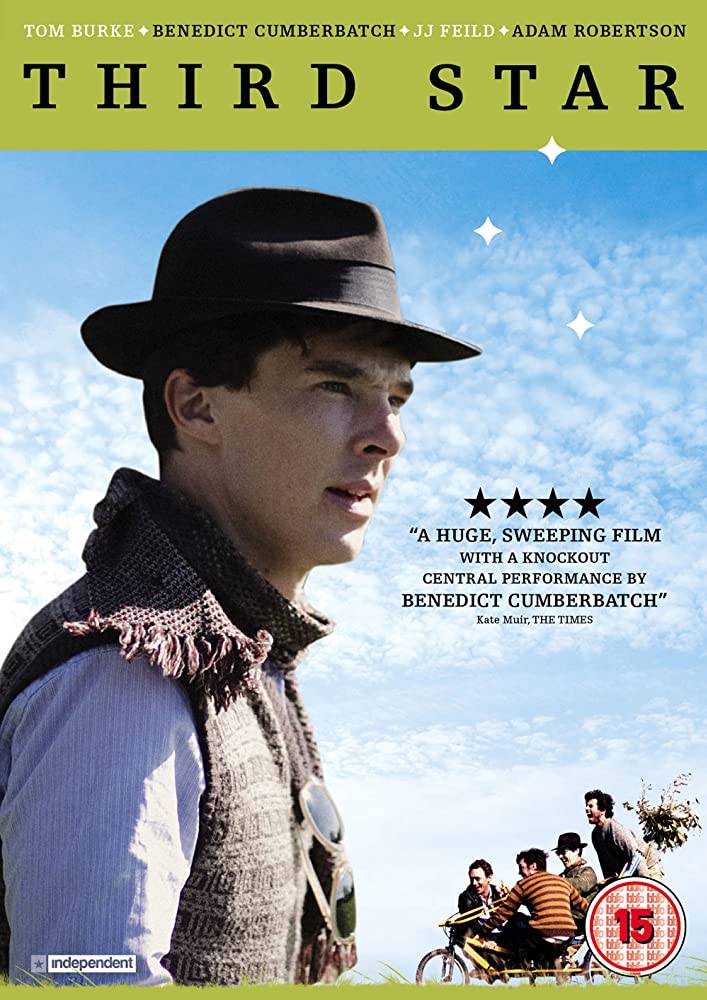 TOM BURKE✦BENEDICT CUMBERBATCH✦JJ FEILD✦ADAM ROBERTSON
THIRD STAR
★★★★
“A HUGE, SWEEPING FILM
WITH A KNOCKOUT
CENTRAL PERFORMANCE BY
BENEDICT CUMBERBATCH”
Kate Muir, THE TIMES
15
independent